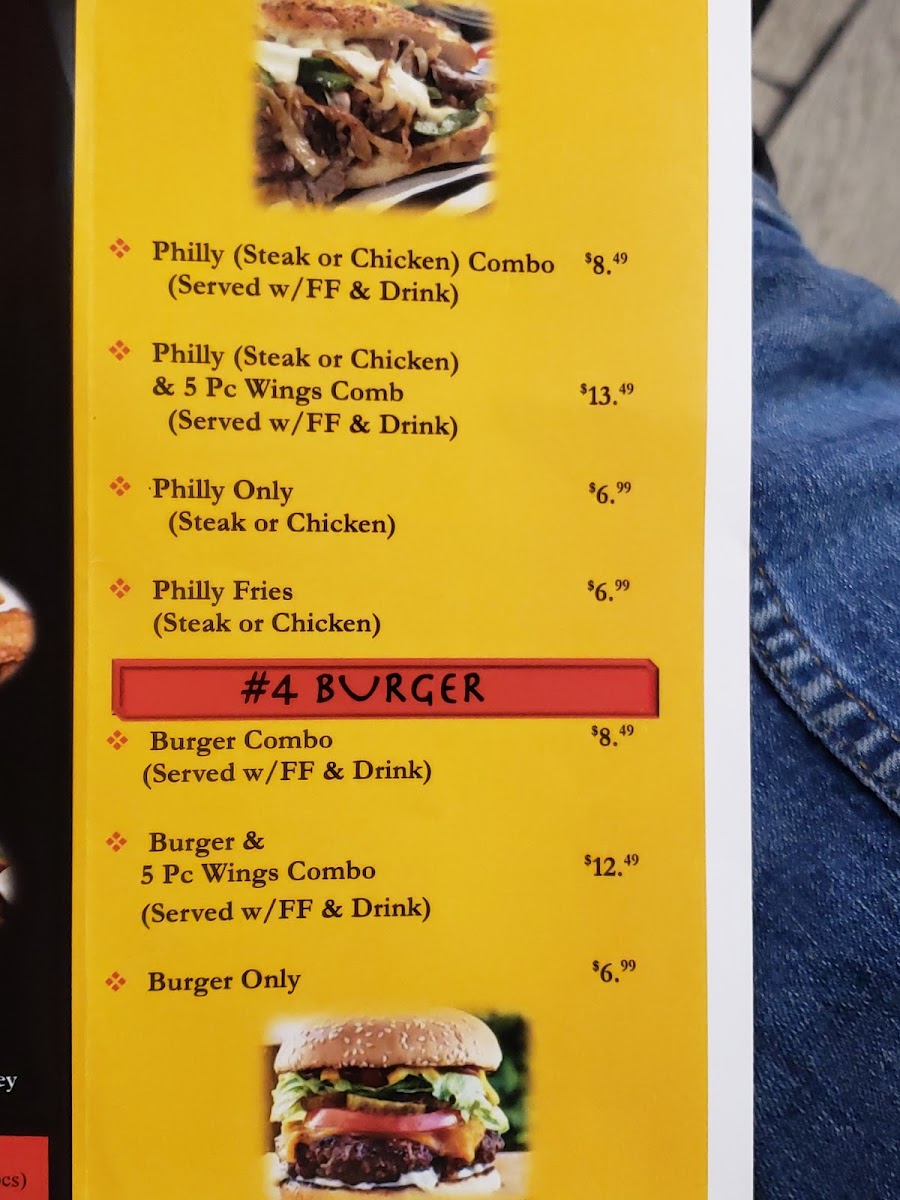 Philly (Steak or Chicken) Combo $8.49
(Served w/FF & Drink)
Philly (Steak or Chicken)
& 5 Pc Wings Comb $13.49
(Served w/FF & Drink)
Philly Only $6.99
(Steak or Chicken)
Philly Fries $6.99
(Steak or Chicken)
#4 BURGER
Burger Combo $8.49
(Served w/FF & Drink)
Burger &
5 Pc Wings Combo $12.49
(Served w/FF & Drink)
Burger Only $6.99